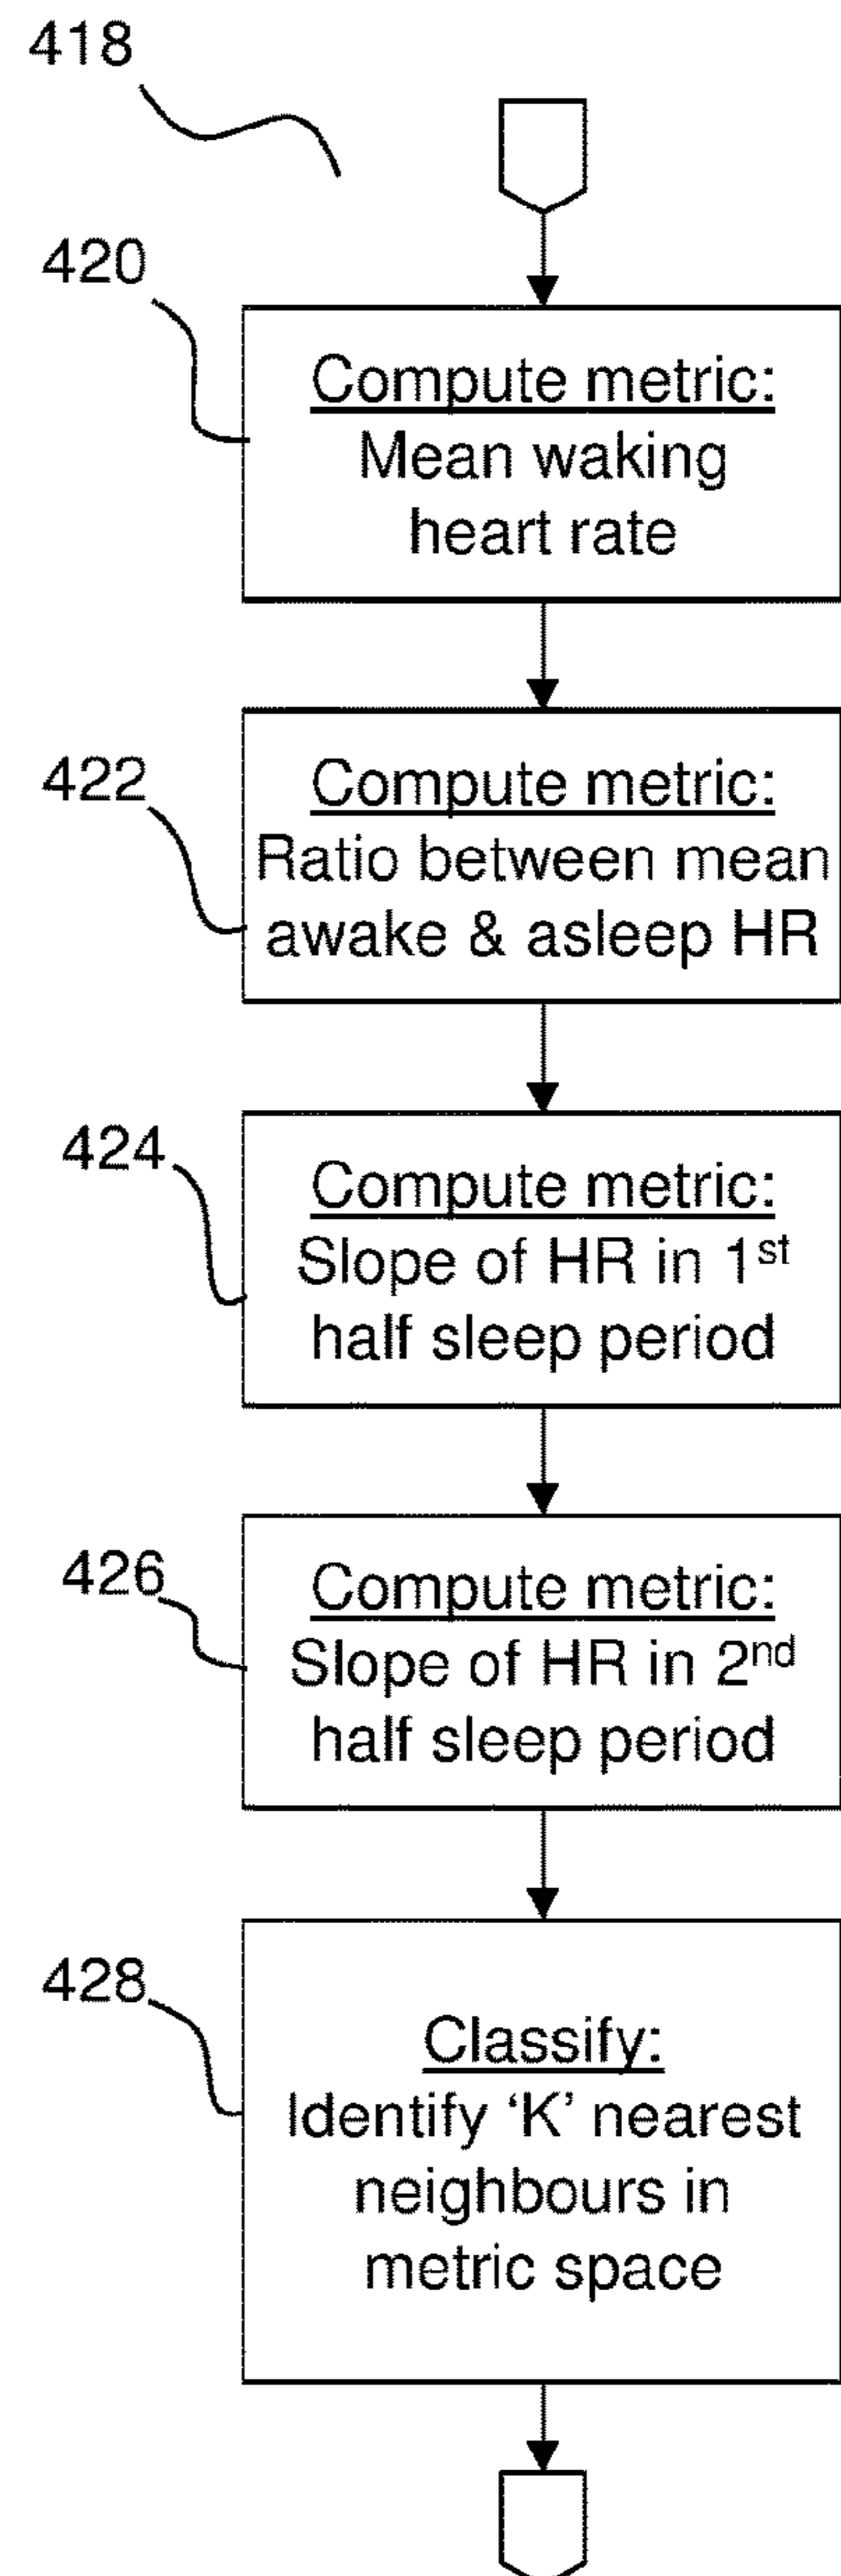 418
420
Compute metric:
Mean waking
heart rate
422
Compute metric:
Ratio between mean
awake & asleep HR
424
Compute metric:
Slope of HR in 1st
half sleep period
426
Compute metric:
Slope of HR in 2nd
half sleep period
428
Classify:
Identify ‘K’ nearest
neighbours in
metric space